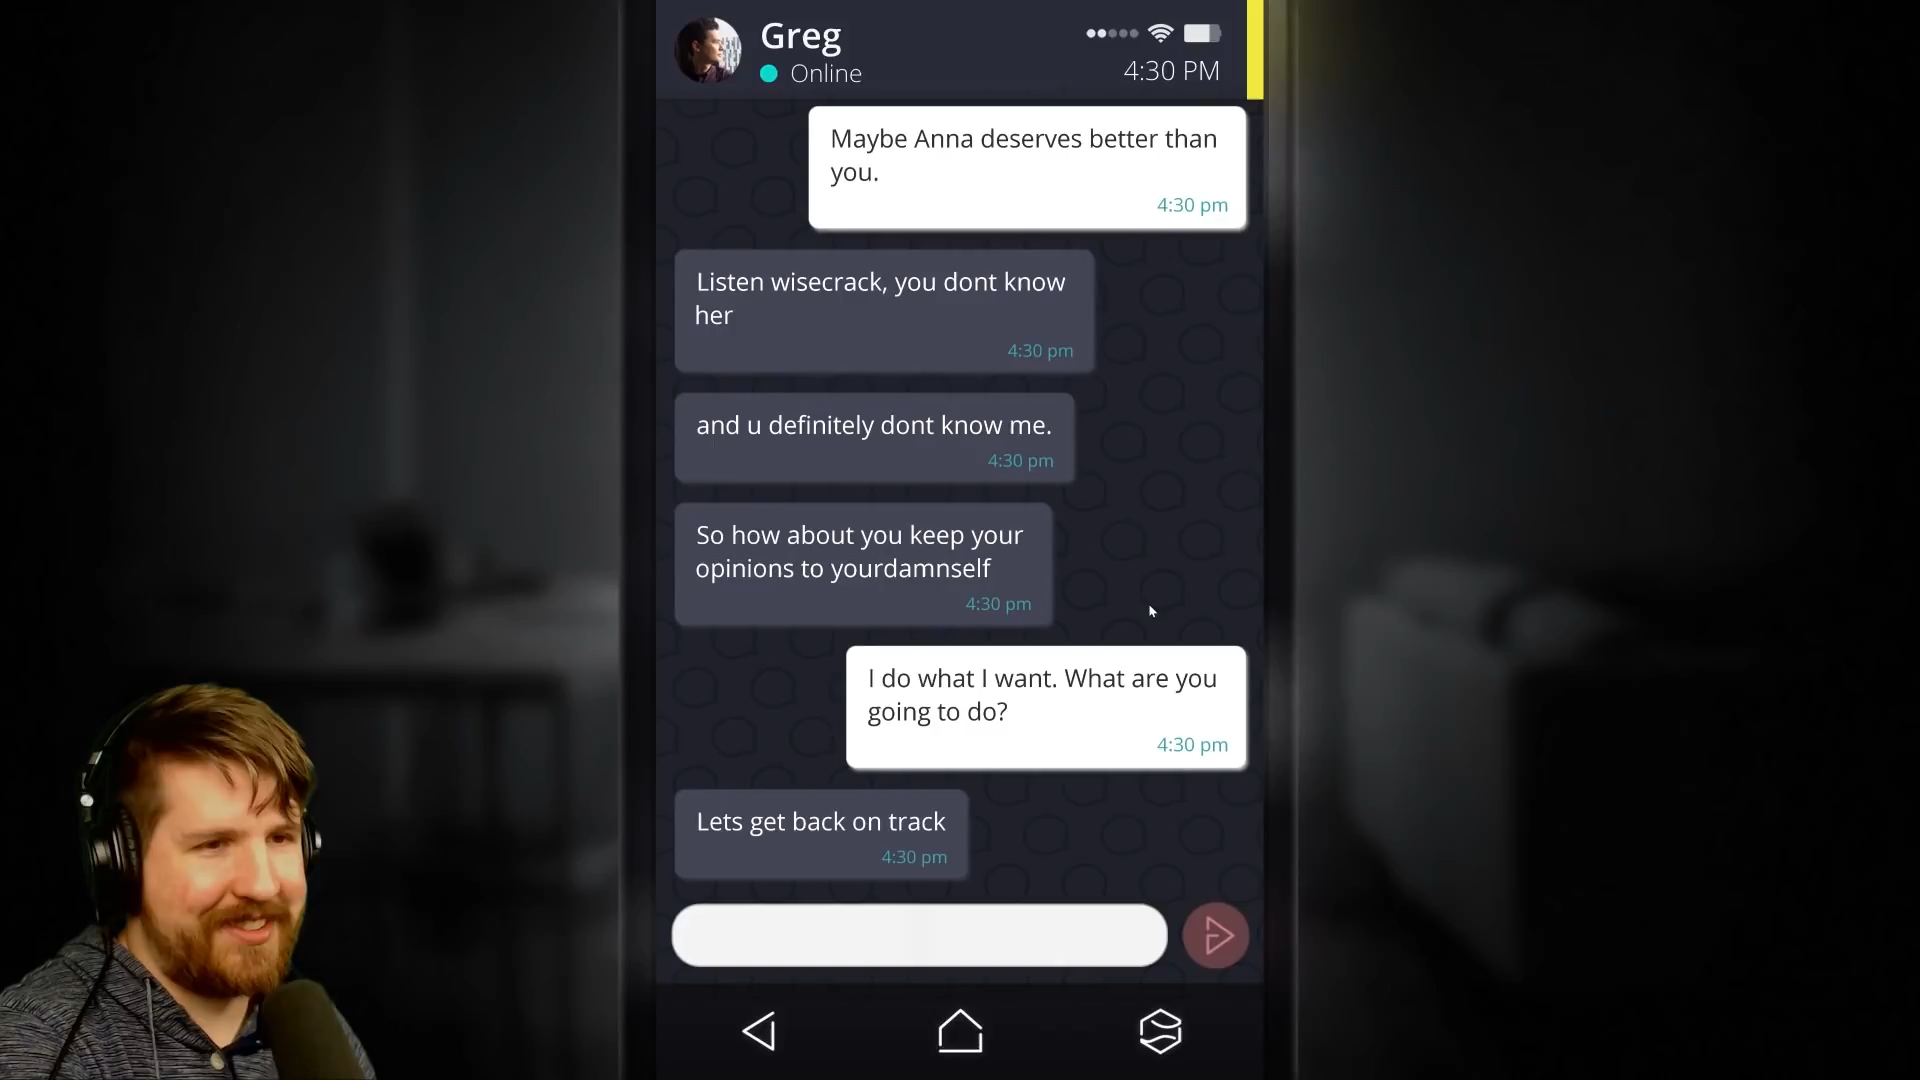 Greg
Online
4:30 PM
Maybe Anna deserves better than
you.
4:30 pm
Listen wisecrack, you dont know
her
4:30 pm
and u definitely dont know me.
4:30 pm
So how about you keep your
opinions to yourdamnself
4:30 pm
I do what I want. What are you
going to do?
4:30 pm
Lets get back on track
4:30 pm